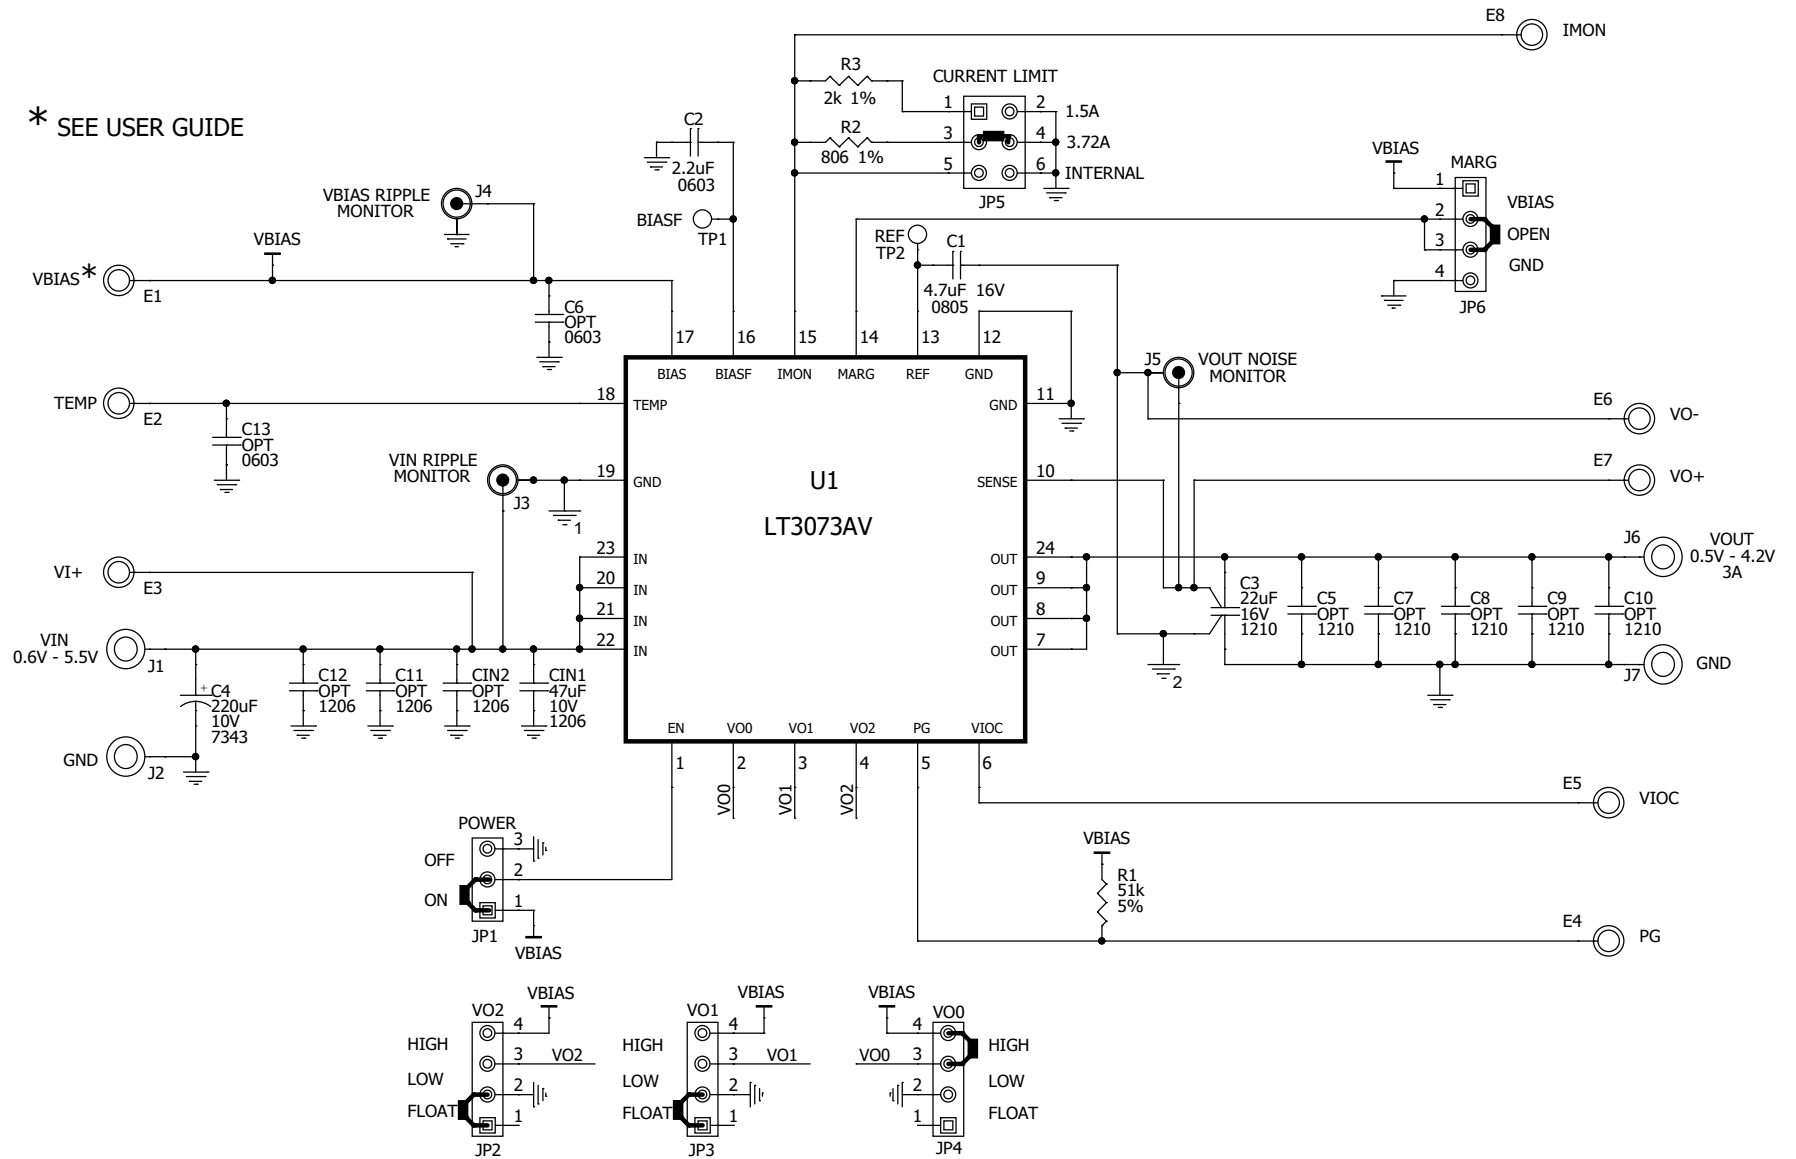 E8
IMON
* SEE USER GUIDE
R3
2k 1%
CURRENT LIMIT
1
2
1.5A
R2
806 1%
3
4
3.72A
5
6
INTERNAL
JP5
C2
2.2uF
0603
BIASF
TP1
VBIAS RIPPLE
MONITOR
J4
VBIAS
MARG
1
2
3
4
VBIAS
OPEN
GND
JP6
REF
TP2
C1
4.7uF 16V
0805
VBIAS
VBIAS*
E1
C6
OPT
0603
17
16
15
14
13
12
BIAS
BIASF
IMON
MARG
REF
GND
J5
VOUT NOISE
MONITOR
TEMP
E2
C13
OPT
0603
18
TEMP
GND
11
E6
VO-
VIN RIPPLE
MONITOR
J3
1
19
GND
U1
LT3073AV
SENSE
10
E7
VO+
VI+
E3
23
IN
20
IN
21
IN
22
IN
OUT
24
OUT
9
OUT
8
OUT
7
J6
VOUT
0.5V - 4.2V
3A
VIN
0.6V - 5.5V
J1
+
C4
220uF
10V
7343
C12
OPT
1206
C11
OPT
1206
CIN2
OPT
1206
CIN1
47uF
10V
1206
2
C3
22uF
16V
1210
C5
OPT
1210
C7
OPT
1210
C8
OPT
1210
C9
OPT
1210
C10
OPT
1210
J7
GND
GND
J2
EN
VO0
VO1
VO2
PG
VIOC
1
2
3
4
5
6
VO0
VO1
VO2
E5
VIOC
POWER
OFF
ON
3
2
1
JP1
VBIAS
VBIAS
R1
51k
5%
E4
PG
VO2
VBIAS
HIGH
LOW
FLOAT
4
3
2
1
VO2
JP2
VO1
VBIAS
HIGH
LOW
FLOAT
4
3
2
1
VO1
JP3
VBIAS
VO0
4
3
2
1
VO0
HIGH
LOW
FLOAT
JP4